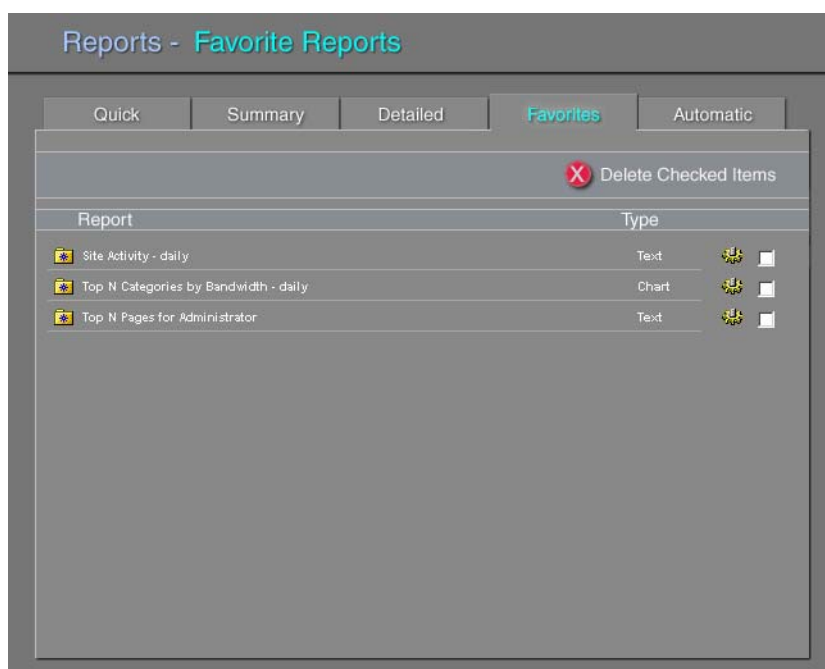 Reports - Favorite Reports
Quick Summary Detailed Favorites Automatic
X Delete Checked Items
Report Type
Site Activity - daily Text
Top N Categories by Bandwidth - daily Chart
Top N Pages for Administrator Text